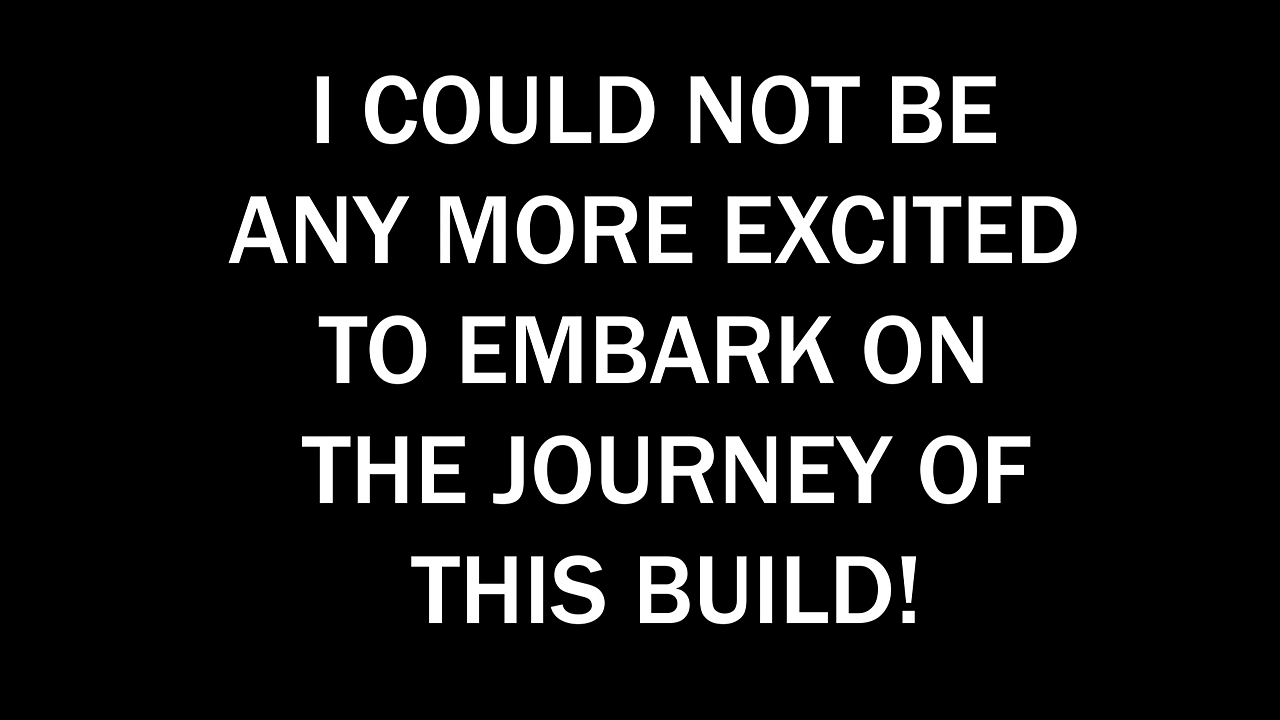 I COULD NOT BE
ANY MORE EXCITED
TO EMBARK ON
THE JOURNEY OF
THIS BUILD!